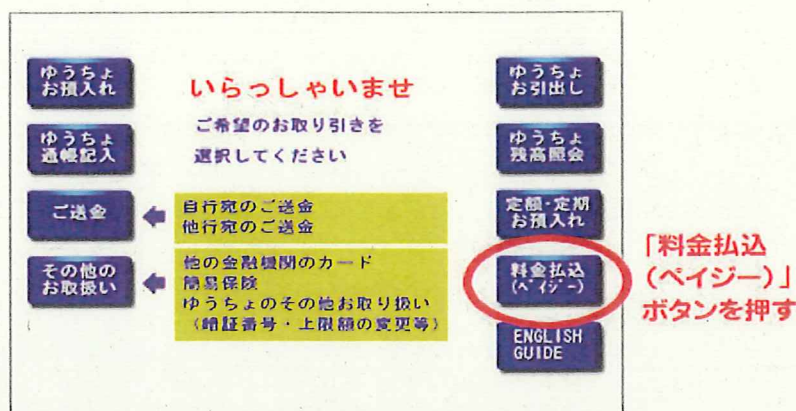 ゆうちょ
お預入れ
ゆうちょ
通帳記入
ご送金
その他の
お取扱い
いらっしゃいませ
ご希望のお取り引きを
選択してください
自行宛のご送金
他行宛のご送金
他の金融機関のカード
簡易保険
ゆうちょのその他お取り扱い
（暗証番号・上限額の変更等）
ゆうちょ
お引出し
ゆうちょ
残高照会
定額・定期
お預入れ
料金払込
(ペイジー)
ENGLISH
GUIDE
「料金払込
（ペイジー）」
ボタンを押す